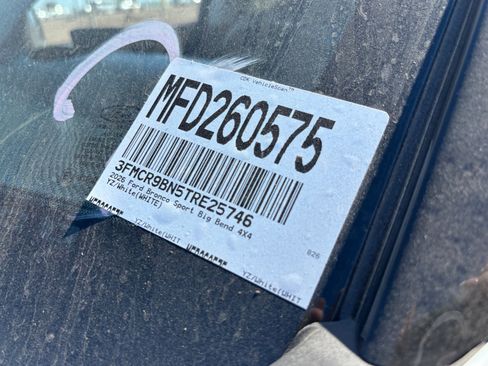 CDK VehicleScan™
MFD260575
3FMCR9BN5TRE25746
2026 Ford Bronco Sport Big Bend 4X4
YZ/White(WHITE)
826
YZ/White(WHIT
YZ/White(WHIT